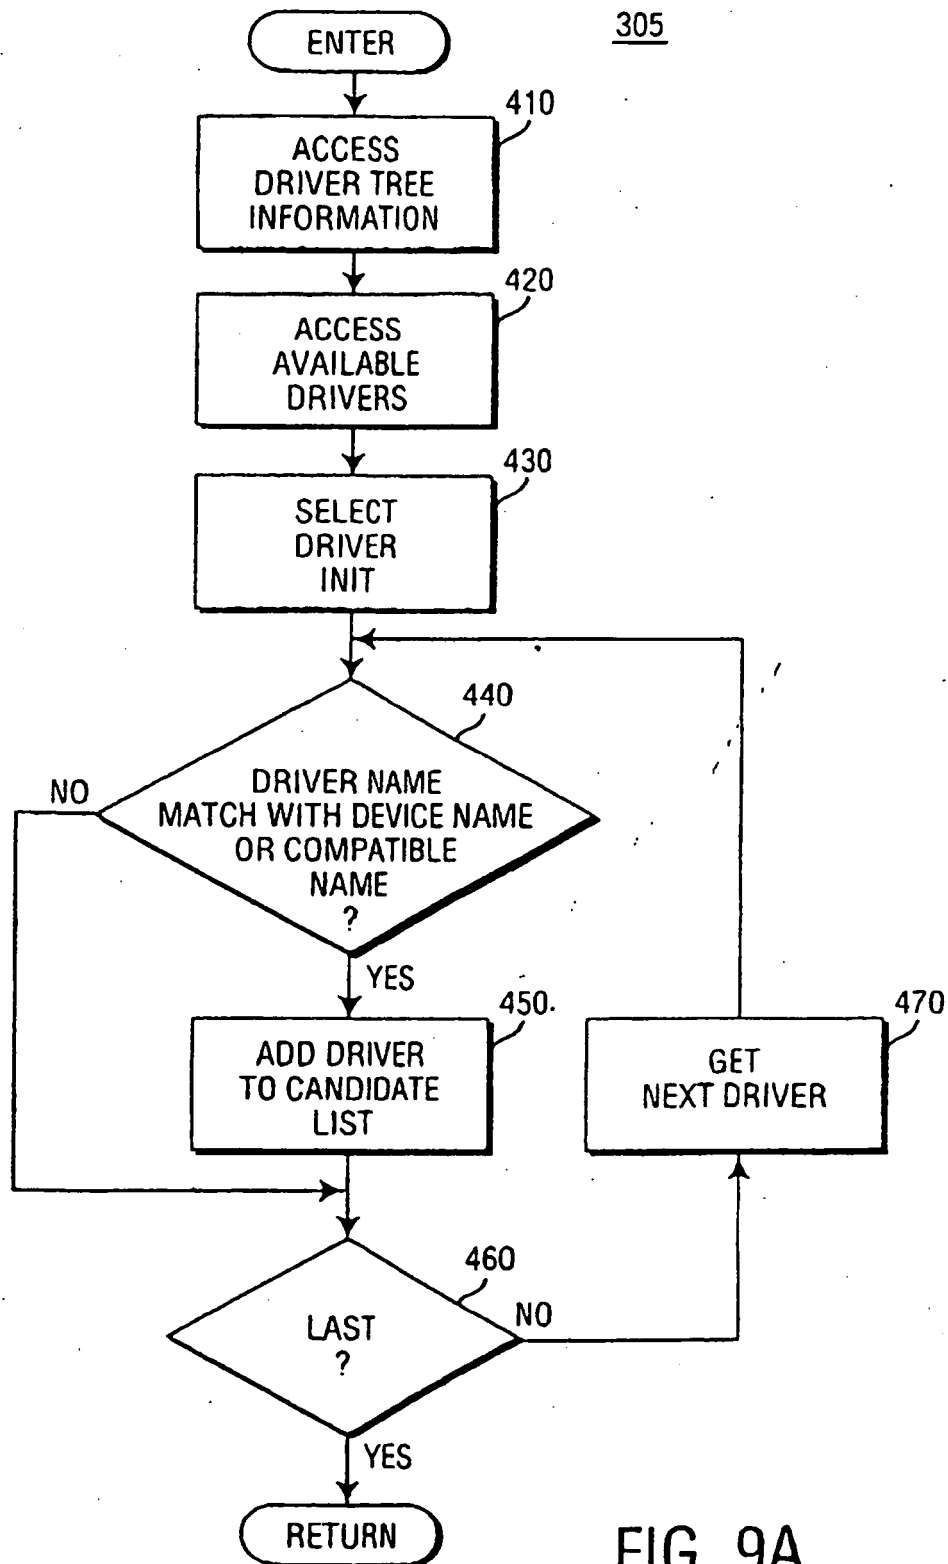 ENTER
305
410
ACCESS
DRIVER TREE
INFORMATION
420
ACCESS
AVAILABLE
DRIVERS
430
SELECT
DRIVER
INIT
440
NO
DRIVER NAME
MATCH WITH DEVICE NAME
OR COMPATIBLE
NAME
?
YES
450
ADD DRIVER
TO CANDIDATE
LIST
470
GET
NEXT DRIVER
460
NO
LAST
?
YES
RETURN
FIG. 9A